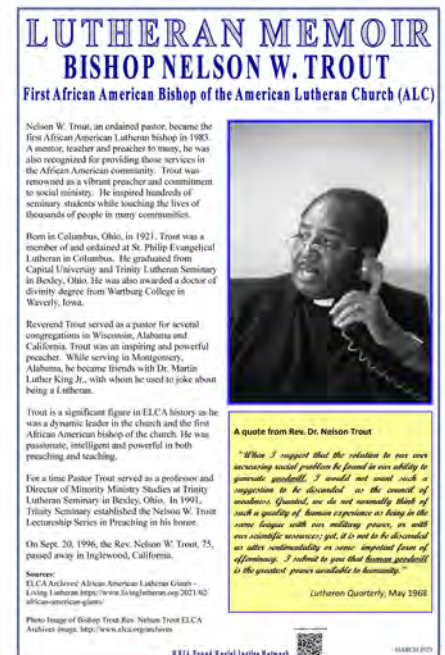 LUTHERAN MEMOIR
BISHOP NELSON W. TROUT
First African American Bishop of the American Lutheran Church (ALC)
Nelson W. Trout, an ordained pastor, became the
first African American Lutheran bishop in 1983.
A mentor, teacher and preacher to many, he was
also recognized for providing those services in
the African American community. Trout was
renowned as a vibrant preacher and commitment
to social ministry. He inspired hundreds of
seminary students while touching the lives of
thousands of people in many communities.
Born in Columbus, Ohio, in 1921, Trout was a
member of and ordained at St. Philip Evangelical
Lutheran in Columbus. He graduated from
Capital University and Trinity Lutheran Seminary
in Bexley, Ohio. He was also awarded a doctor of
divinity degree from Wartburg College in
Waverly, Iowa.
Reverend Trout served as a pastor for several
congregations in Wisconsin, Alabama and
California. Trout was an inspiring and powerful
preacher. While serving in Montgomery,
Alabama, he became friends with Dr. Martin
Luther King Jr., with whom he used to joke about
being a Lutheran.
Trout is a significant figure in ELCA history as he
was a dynamic leader in the church and the first
African American bishop of the church. He was
passionate, intelligent and powerful in both
preaching and teaching.
For a time Pastor Trout served as a professor and
Director of Minority Ministry Studies at Trinity
Lutheran Seminary in Bexley, Ohio. In 1991,
Trinity Seminary established the Nelson W. Trout
Lectureship Series in Preaching in his honor.
On Sept. 20, 1996, the Rev. Nelson W. Trout, 75,
passed away in Inglewood, California.
Sources:
ELCA Archives' African American Lutheran Giants -
Living Lutheran https://www.livinglutheran.org/2021/02/
african-american-giants/
Photo Image of Bishop Trout Rev. Nelson Trout ELCA
Archives image. http://www.elca.org/archives
A quote from Rev. Dr. Nelson Trout
"When I suggest that the solution to our ever
increasing social problem be found in our ability to
generate goodwill, I would not want such a
suggestion to be discarded as the council of
weakness. Granted, we do not normally think of
such a quality of human experience as being in the
same league with our military power, or with
our scientific resources; yet, it is not to be discarded
as utter sentimentality or some impotent form of
effeminacy. I submit to you that human goodwill
is the greatest power available to humanity."
Lutheran Quarterly, May 1968
Racial Justice Network
MARCH 2023